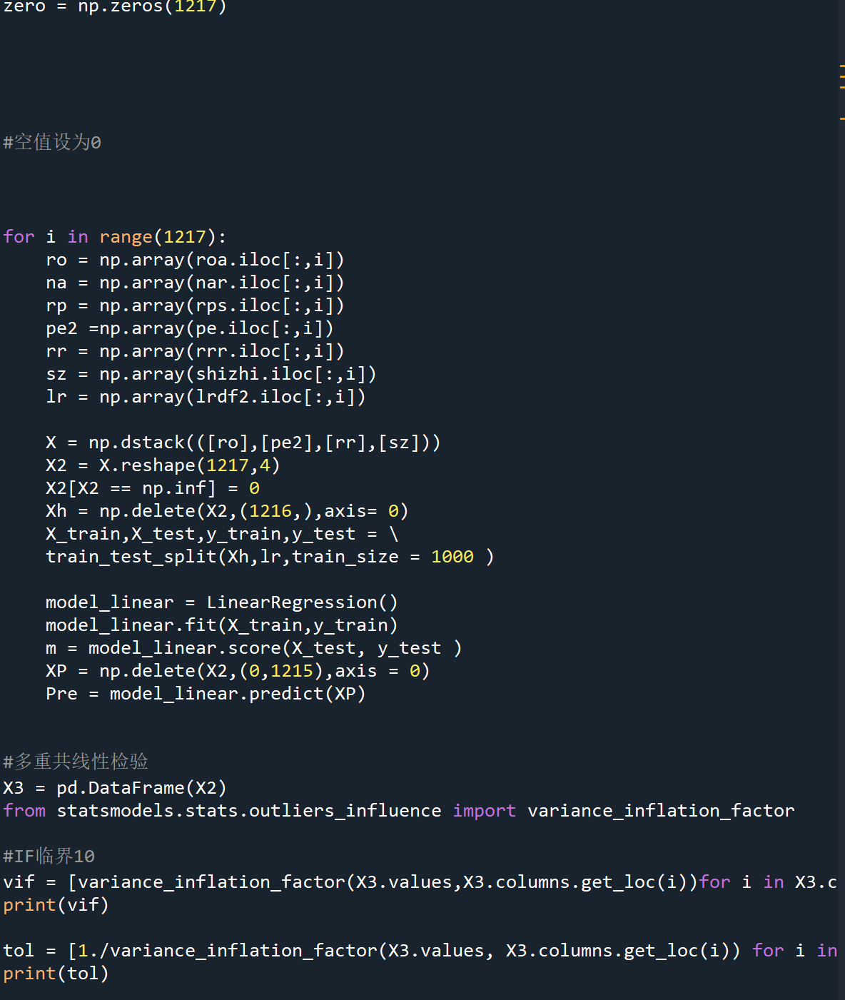 zero = np.zeros(1217)
#空值设为0
for i in range(1217):
    ro = np.array(roa.iloc[:,i])
    na = np.array(nar.iloc[:,i])
    rp = np.array(rps.iloc[:,i])
    pe2 =np.array(pe.iloc[:,i])
    rr = np.array(rrr.iloc[:,i])
    sz = np.array(shizhi.iloc[:,i])
    lr = np.array(lrdf2.iloc[:,i])
    X = np.dstack(([ro],[pe2],[rr],[sz]))
    X2 = X.reshape(1217,4)
    X2[X2 == np.inf] = 0
    Xh = np.delete(X2,(1216,),axis= 0)
    X_train,X_test,y_train,y_test = \
    train_test_split(Xh,lr,train_size = 1000 )
    model_linear = LinearRegression()
    model_linear.fit(X_train,y_train)
    m = model_linear.score(X_test, y_test )
    XP = np.delete(X2,(0,1215),axis = 0)
    Pre = model_linear.predict(XP)
#多重共线性检验
X3 = pd.DataFrame(X2)
from statsmodels.stats.outliers_influence import variance_inflation_factor
#IF临界10
vif = [variance_inflation_factor(X3.values,X3.columns.get_loc(i))for i in X3.c
print(vif)
tol = [1./variance_inflation_factor(X3.values, X3.columns.get_loc(i)) for i in
print(tol)